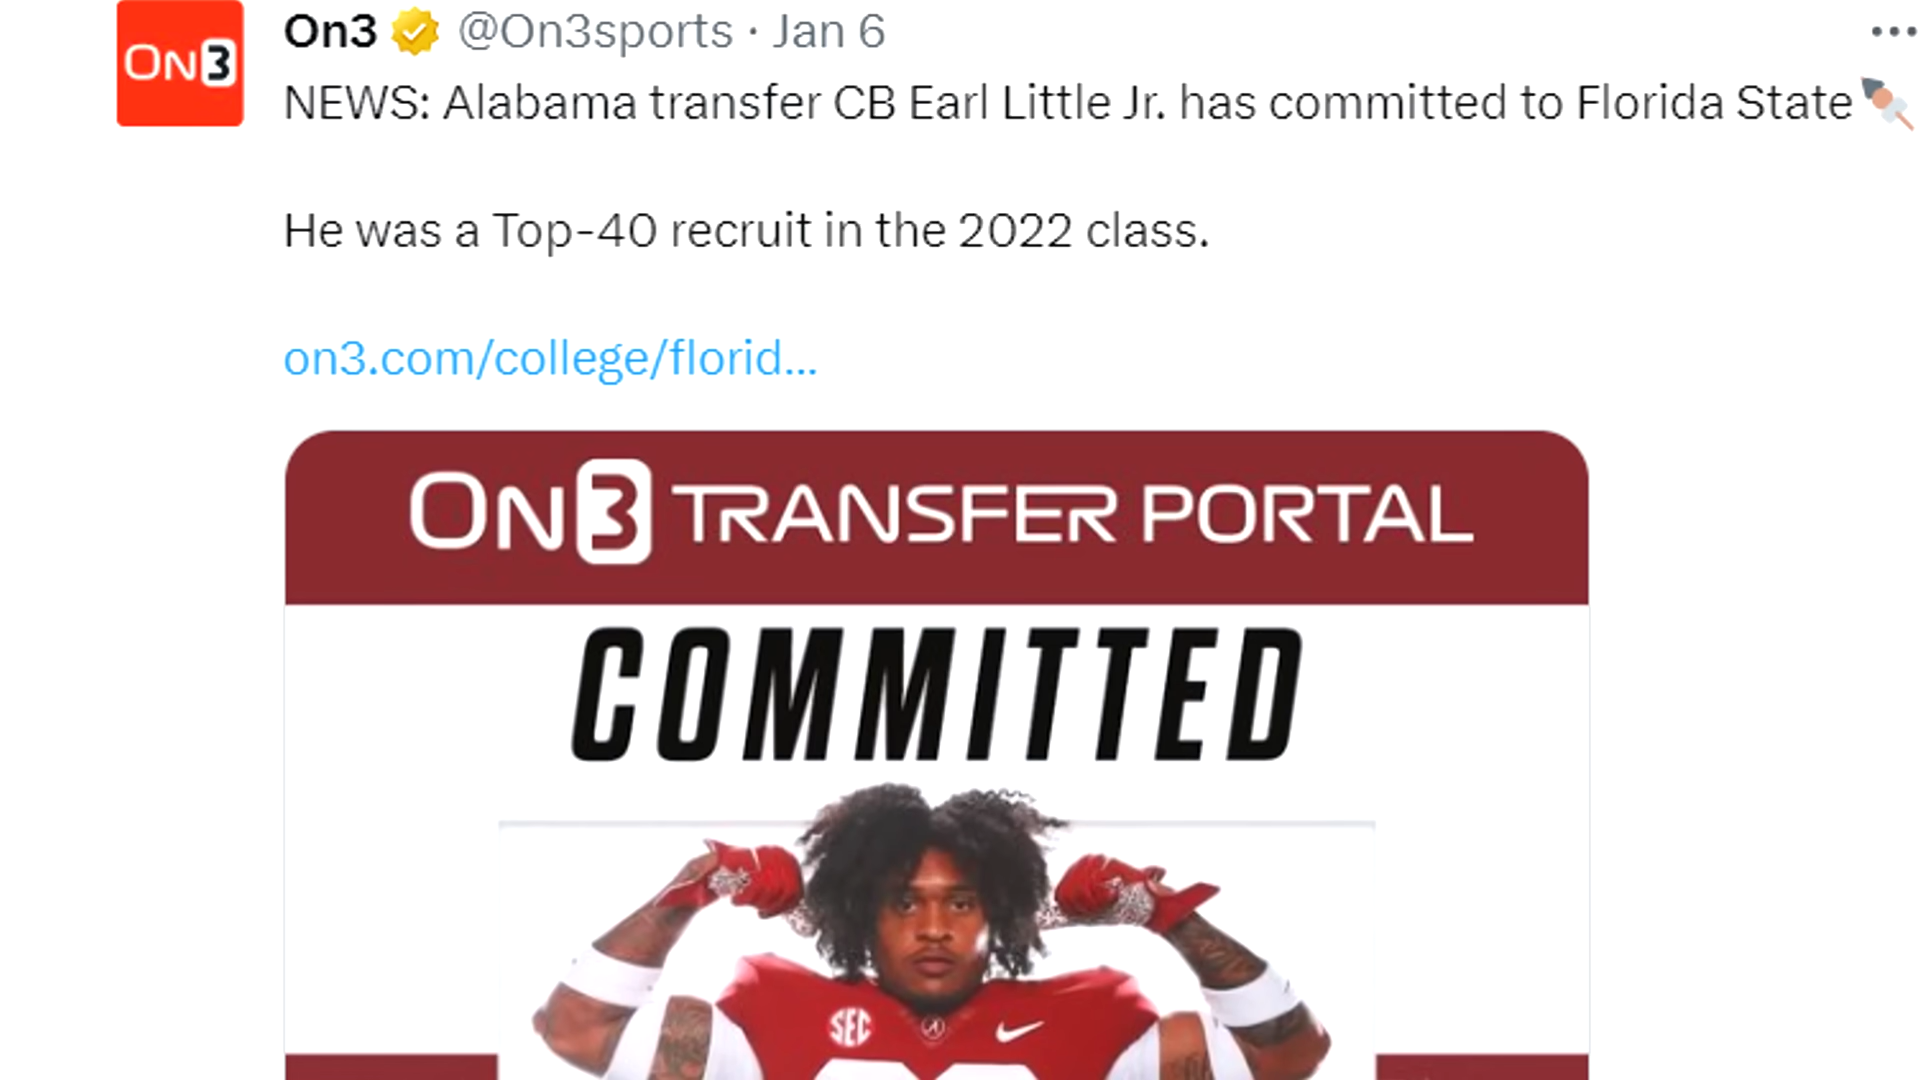 ON3
On3 @On3sports · Jan 6
NEWS: Alabama transfer CB Earl Little Jr. has committed to Florida State
He was a Top-40 recruit in the 2022 class.
on3.com/college/florid...
ON3 TRANSFER PORTAL
COMMITTED
SEC